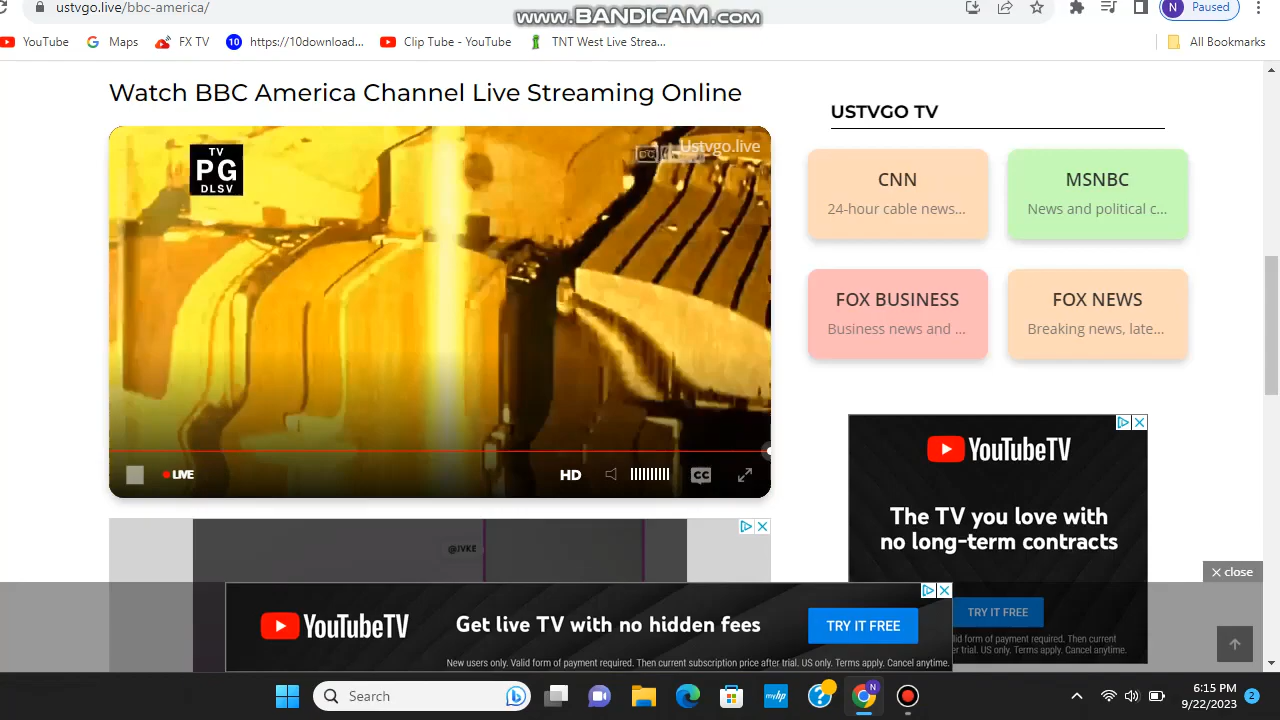 ustvgo.live/bbc-america/
www.BANDICAM.com
N Paused
YouTube
Maps
FX TV
10 https://10download...
Clip Tube - YouTube
TNT West Live Strea...
All Bookmarks
Watch BBC America Channel Live Streaming Online
TV
PG
DLSV
Ustvgo.live
LIVE
HD
CC
USTVGO TV
CNN
24-hour cable news...
MSNBC
News and political c...
FOX BUSINESS
Business news and ...
FOX NEWS
Breaking news, late...
YouTubeTV
The TV you love with
no long-term contracts
TRY IT FREE
@JVKE
close
YouTubeTV
Get live TV with no hidden fees
TRY IT FREE
New users only. Valid form of payment required. Then current subscription price after trial. US only. Terms apply. Cancel anytime.
Search
6:15 PM
9/22/2023
2